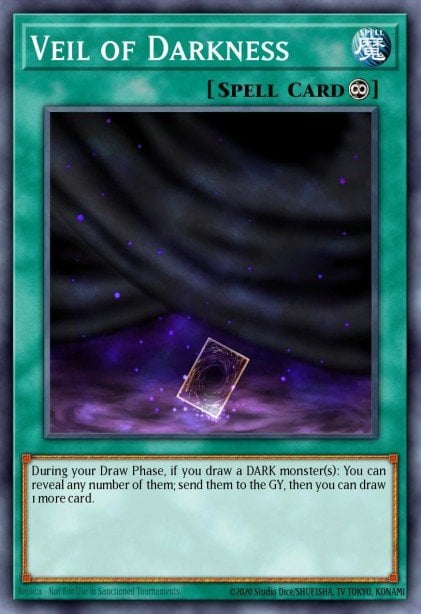 Veil of Darkness
SPELL
魔
[Spell Card]
During your Draw Phase, if you draw a DARK monster(s): You can
reveal any number of them; send them to the GY, then you can draw
1 more card.
Replica - Not For Use in Sanctioned Tournaments
©2020 Studio Dice/SHUEISHA, TV TOKYO, KONAMI